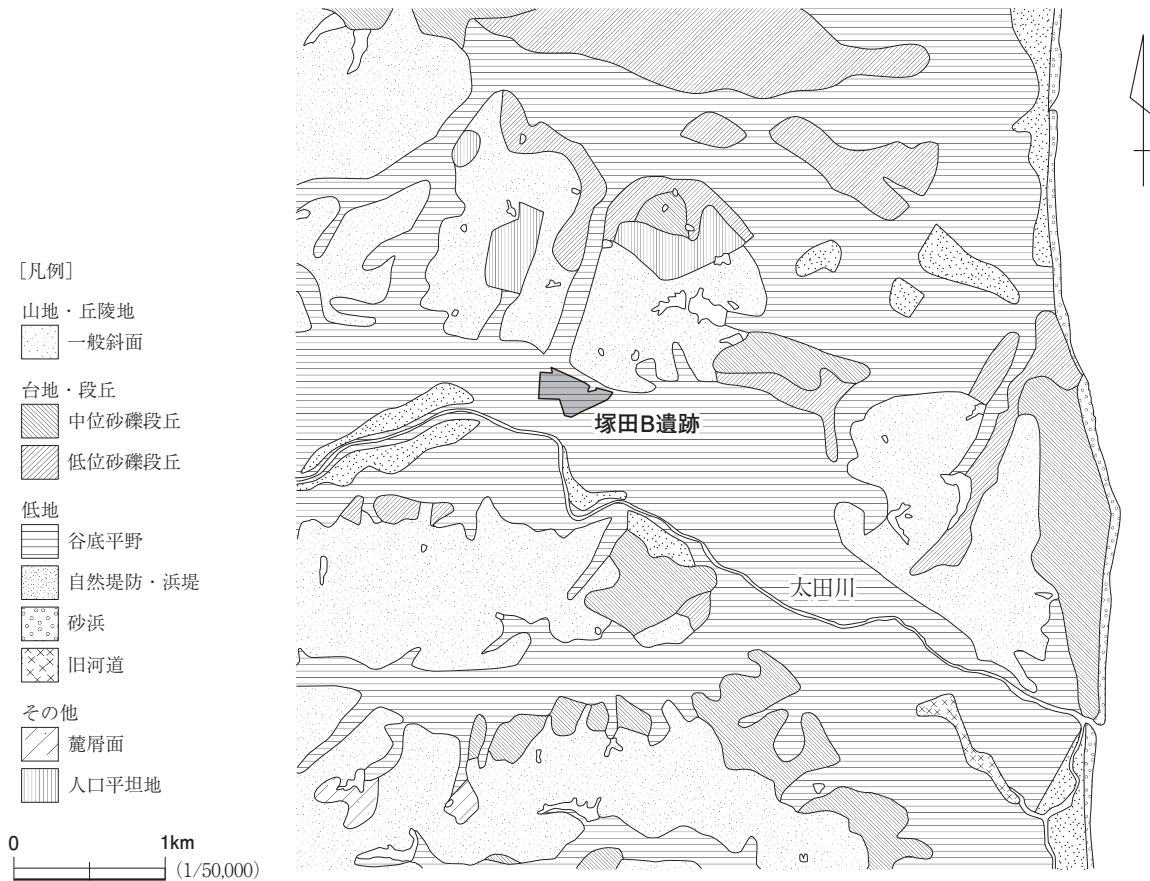 [凡例]
山地・丘陵地
一般斜面
台地・段丘
中位砂礫段丘
低位砂礫段丘
低地
谷底平野
自然堤防・浜堤
砂浜
旧河道
その他
麓屑面
人口平坦地
0 1km
(1/50,000)
塚田B遺跡
太田川